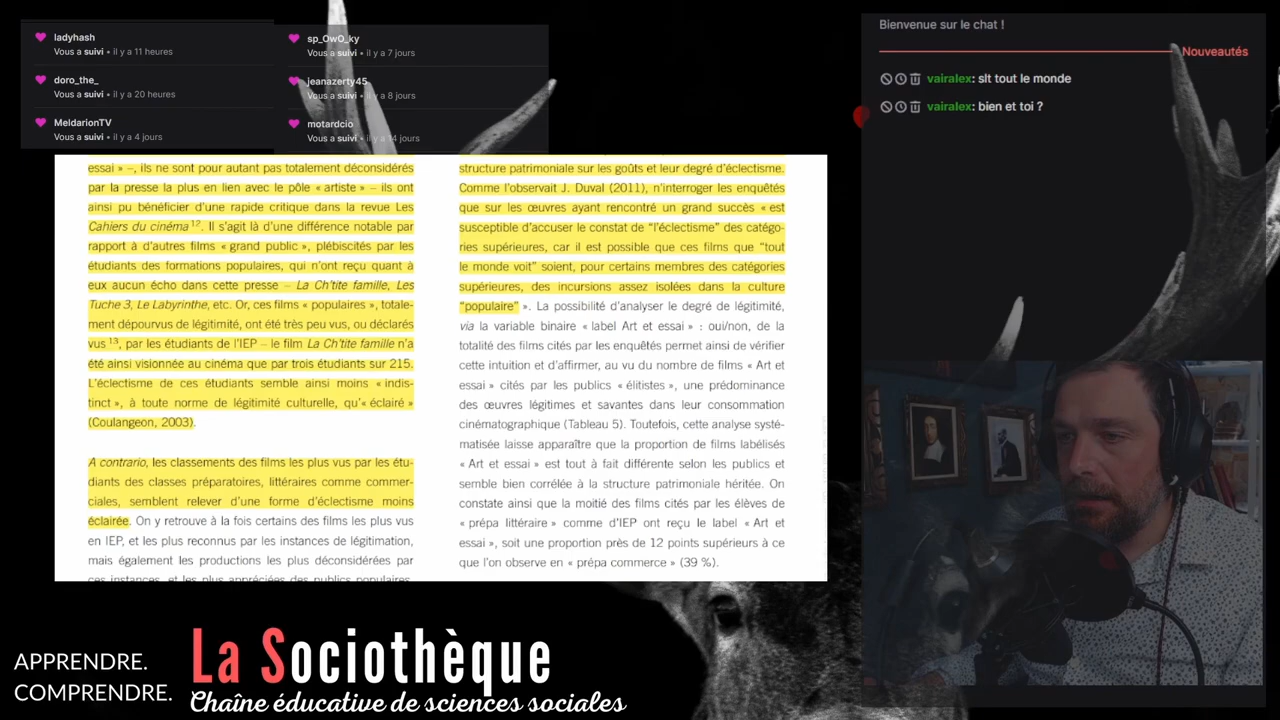 ladyhash
Vous a suivi • il y a 11 heures
doro_the_
Vous a suivi • il y a 20 heures
MeldarionTV
Vous a suivi • il y a 4 jours
sp_OwO_ky
Vous a suivi • il y a 7 jours
jeanazerty45
Vous a suivi • il y a 8 jours
motardcio
Vous a suivi • il y a 14 jours
Bienvenue sur le chat !
Nouveautés
vairalex: slt tout le monde
vairalex: bien et toi ?
essai » –, ils ne sont pour autant pas totalement déconsidérés
par la presse la plus en lien avec le pôle « artiste » – ils ont
ainsi pu bénéficier d'une rapide critique dans la revue Les
Cahiers du cinéma 12. Il s'agit là d'une différence notable par
rapport à d'autres films « grand public », plébiscités par les
étudiants des formations populaires, qui n'ont reçu quant à
eux aucun écho dans cette presse – La Ch'tite famille, Les
Tuche 3, Le Labyrinthe, etc. Or, ces films « populaires », totale-
ment dépourvus de légitimité, ont été très peu vus, ou déclarés
vus 13, par les étudiants de l'IEP – le film La Ch'tite famille n'a
été ainsi visionnée au cinéma que par trois étudiants sur 215.
L'éclectisme de ces étudiants semble ainsi moins « indis-
tinct », à toute norme de légitimité culturelle, qu'« éclairé »
(Coulangeon, 2003).
A contrario, les classements des films les plus vus par les étu-
diants des classes préparatoires, littéraires comme commer-
ciales, semblent relever d'une forme d'éclectisme moins
éclairée. On y retrouve à la fois certains des films les plus vus
en IEP, et les plus reconnus par les instances de légitimation,
mais également les productions les plus déconsidérées par
ces instances, et les plus appréciées des publics populaires.
structure patrimoniale sur les goûts et leur degré d'éclectisme.
Comme l'observait J. Duval (2011), n'interroger les enquêtés
que sur les œuvres ayant rencontré un grand succès « est
susceptible d'accuser le constat de “l'éclectisme” des catégo-
ries supérieures, car il est possible que ces films que “tout
le monde voit” soient, pour certains membres des catégories
supérieures, des incursions assez isolées dans la culture
“populaire” ». La possibilité d'analyser le degré de légitimité,
via la variable binaire « label Art et essai » : oui/non, de la
totalité des films cités par les enquêtés permet ainsi de vérifier
cette intuition et d'affirmer, au vu du nombre de films « Art et
essai » cités par les publics « élitistes », une prédominance
des œuvres légitimes et savantes dans leur consommation
cinématographique (Tableau 5). Toutefois, cette analyse systé-
matisée laisse apparaître que la proportion de films labélisés
« Art et essai » est tout à fait différente selon les publics et
semble bien corrélée à la structure patrimoniale héritée. On
constate ainsi que la moitié des films cités par les élèves de
« prépa littéraire » comme d'IEP ont reçu le label « Art et
essai », soit une proportion près de 12 points supérieurs à ce
que l'on observe en « prépa commerce » (39 %).
APPRENDRE.
COMPRENDRE.
La Sociothèque
Chaîne éducative de sciences sociales